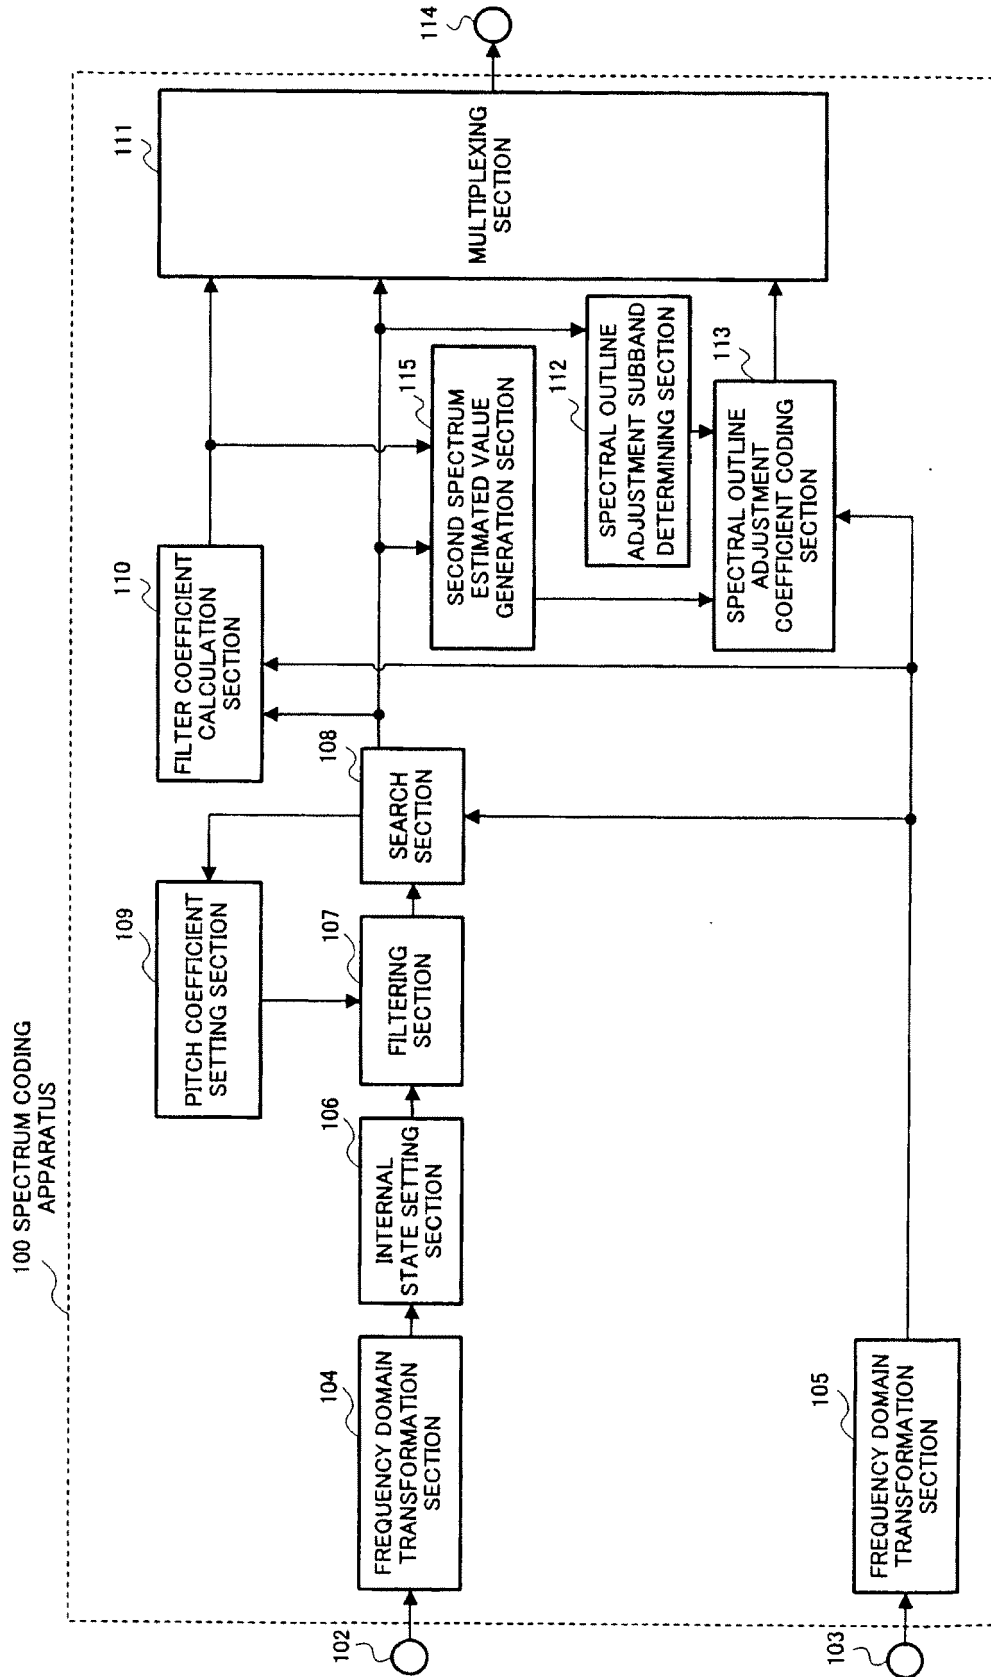 100 SPECTRUM CODING
APPARATUS
102
104
FREQUENCY DOMAIN
TRANSFORMATION
SECTION
106
INTERNAL
STATE SETTING
SECTION
109
PITCH COEFFICIENT
SETTING SECTION
107
FILTERING
SECTION
108
SEARCH
SECTION
110
FILTER COEFFICIENT
CALCULATION
SECTION
115
SECOND SPECTRUM
ESTIMATED VALUE
GENERATION SECTION
112
SPECTRAL OUTLINE
ADJUSTMENT SUBBAND
DETERMINING SECTION
113
SPECTRAL OUTLINE
ADJUSTMENT
COEFFICIENT CODING
SECTION
111
MULTIPLEXING
SECTION
114
103
105
FREQUENCY DOMAIN
TRANSFORMATION
SECTION